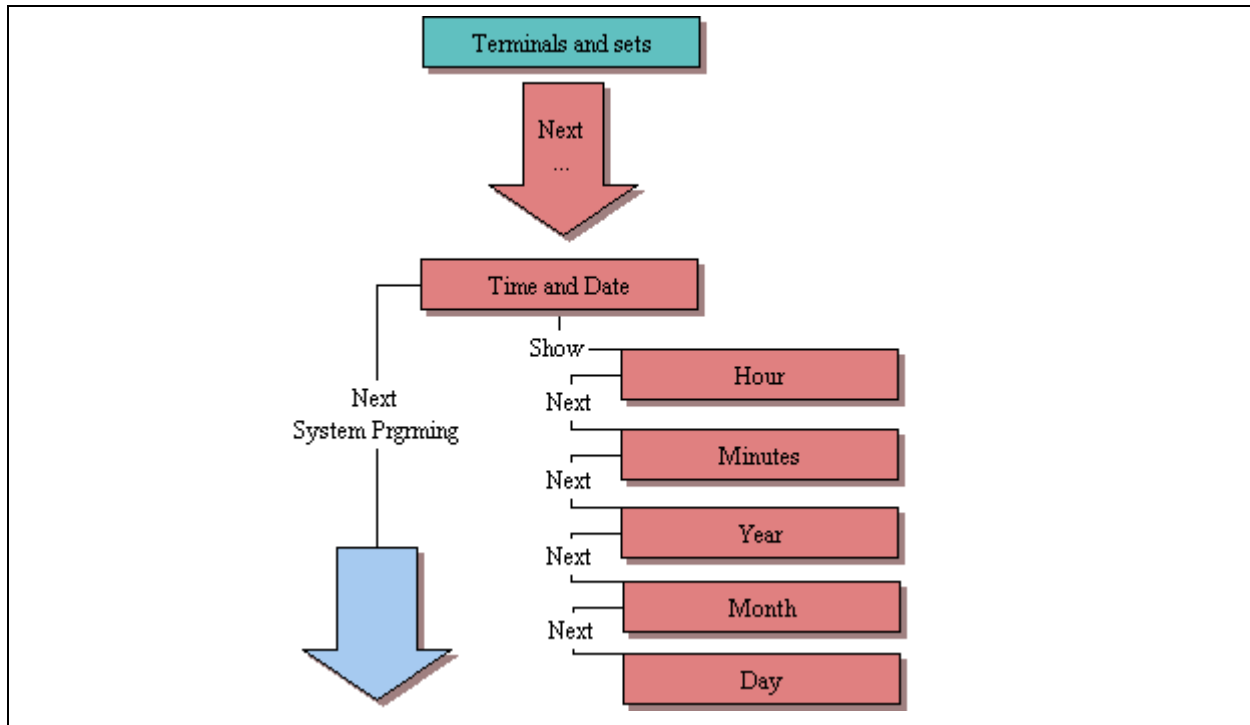 Terminals and sets
Next
...
Time and Date
Show
Hour
Next
System Prgrming
Next
Minutes
Next
Year
Next
Month
Next
Day